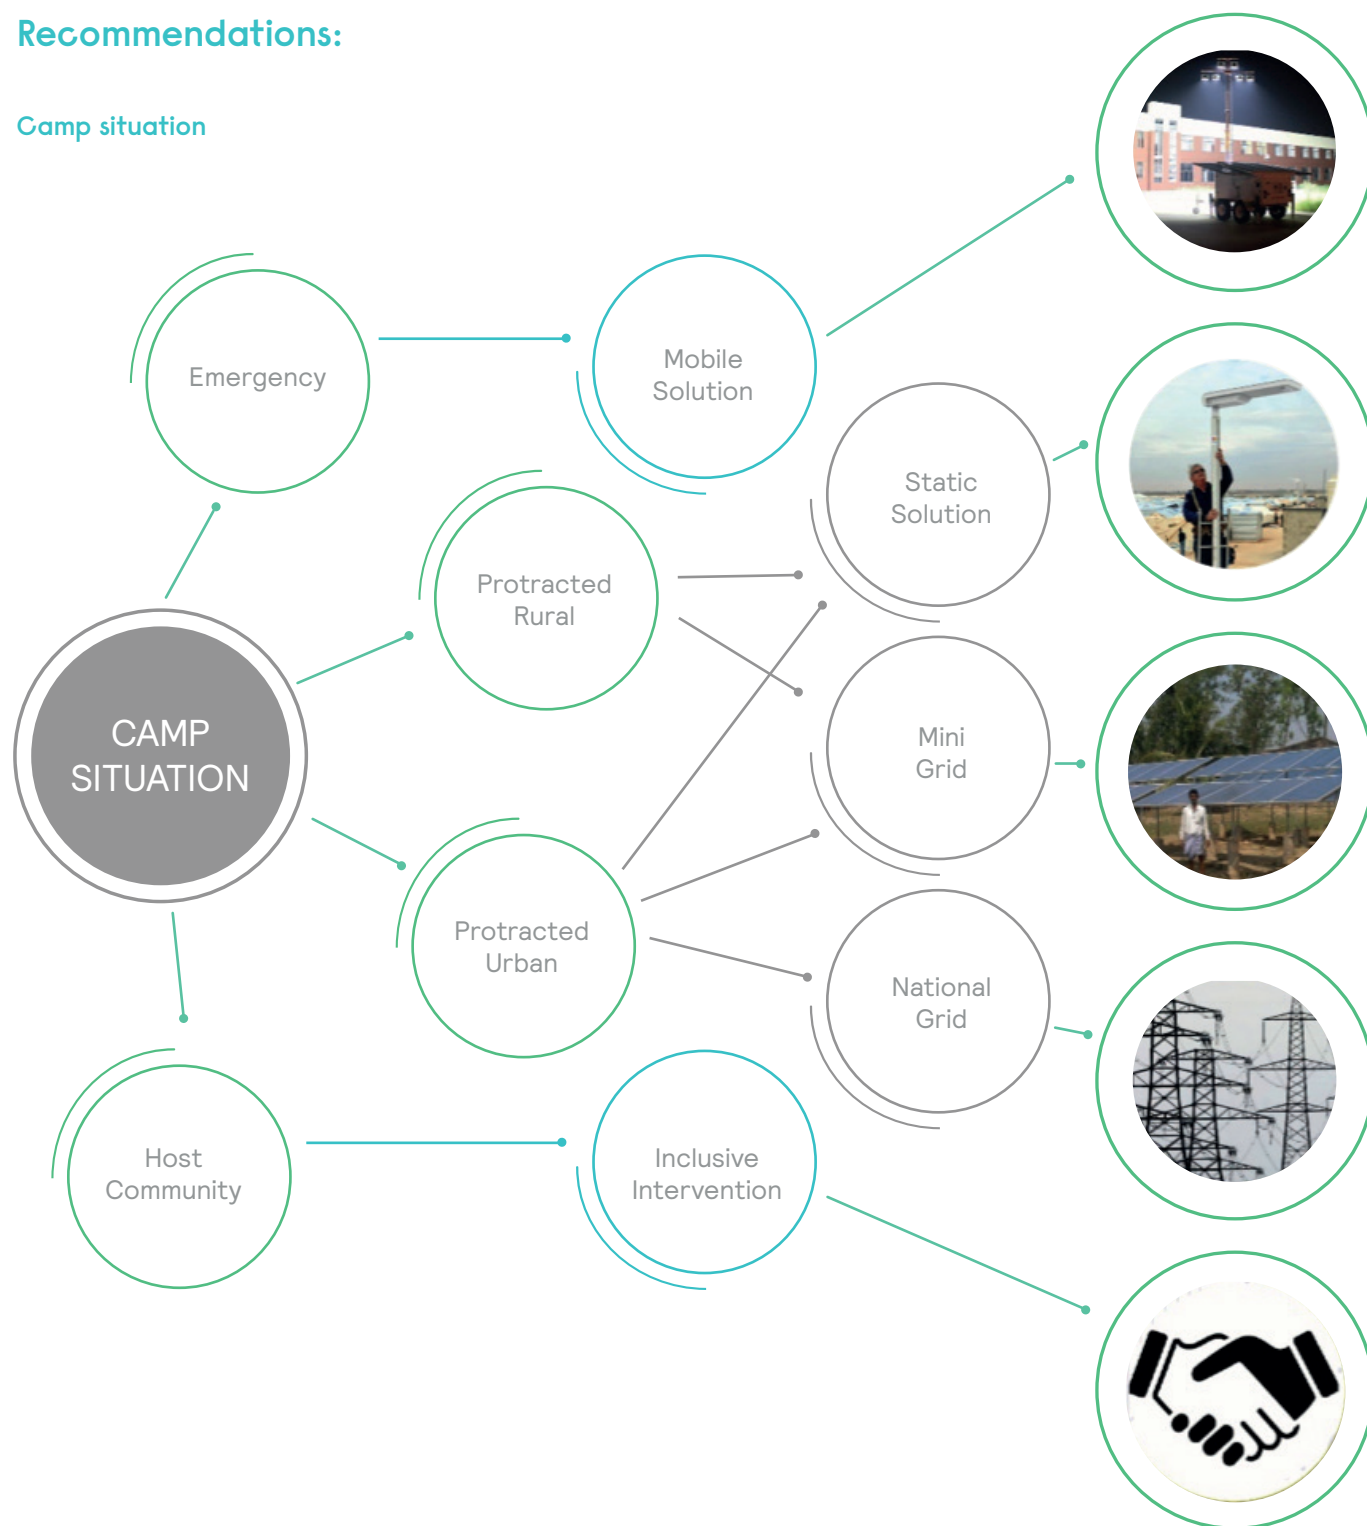 Recommendations:
Camp situation
Emergency
Mobile
Solution
Static
Solution
Protracted
Rural
CAMP
SITUATION
Mini
Grid
Protracted
Urban
National
Grid
Host
Community
Inclusive
Intervention